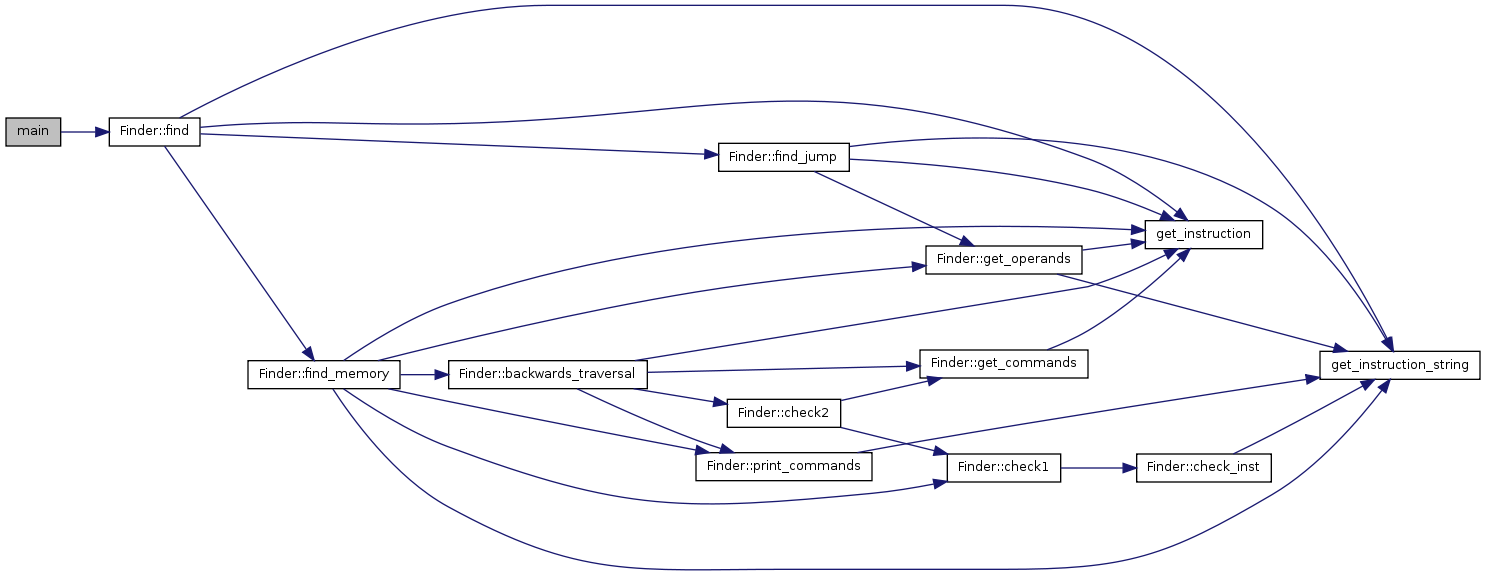 main
Finder::find
Finder::find_jump
get_instruction
Finder::get_operands
Finder::find_memory
Finder::backwards_traversal
Finder::get_commands
get_instruction_string
Finder::check2
Finder::print_commands
Finder::check1
Finder::check_inst